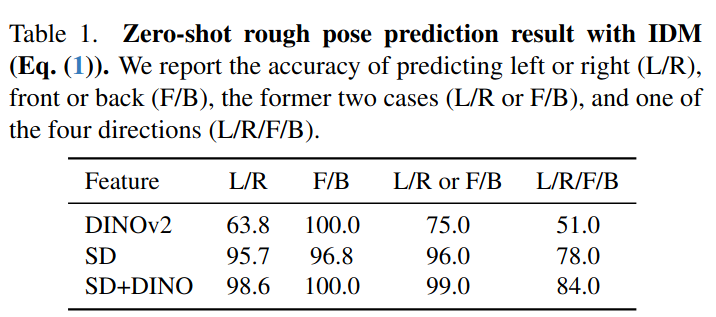 Table 1. Zero-shot rough pose prediction result with IDM
(Eq. (1)). We report the accuracy of predicting left or right (L/R),
front or back (F/B), the former two cases (L/R or F/B), and one of
the four directions (L/R/F/B).
Feature L/R F/B L/R or F/B L/R/F/B
DINOv2 63.8 100.0 75.0 51.0
SD 95.7 96.8 96.0 78.0
SD+DINO 98.6 100.0 99.0 84.0